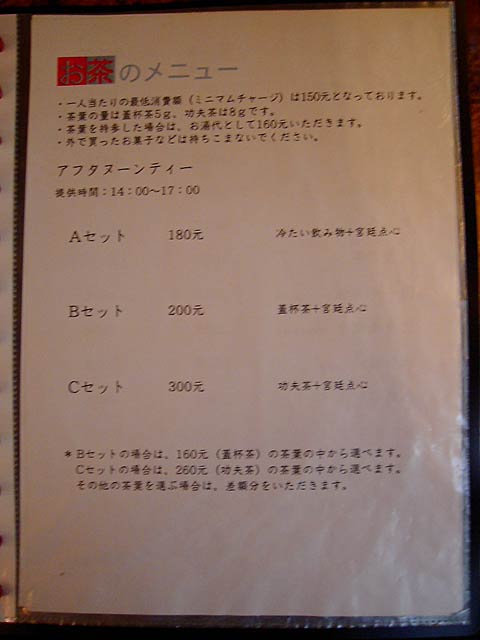 お茶のメニュー
・一人当たりの最低消費額（ミニマムチャージ）は150元となっております。
・茶葉の量は蓋杯茶5ｇ、功夫茶は8ｇです。
・茶葉を持参した場合は、お湯代として160元いただきます。
・外で買ったお菓子などは持ちこまないでください。
アフタヌーンティー
提供時間：14：00〜17：00
Aセット 180元 冷たい飲み物+宮廷点心
Bセット 200元 蓋杯茶+宮廷点心
Cセット 300元 功夫茶+宮廷点心
＊Bセットの場合は、160元（蓋杯茶）の茶葉の中から選べます。
Cセットの場合は、260元（功夫茶）の茶葉の中から選べます。
その他の茶葉を選ぶ場合は、差額分をいただきます。